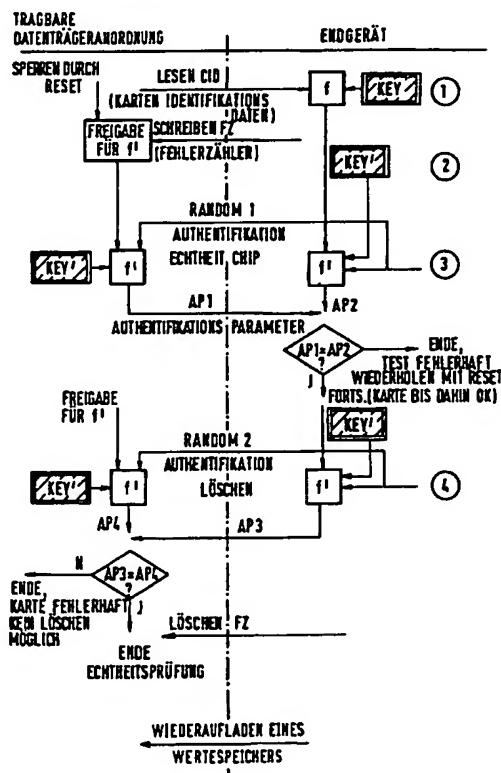 TRAGBARE
DATENTRÄGERANORDNUNG
ENDGERÄT
SPERREN DURCH
RESET
LESEN CID
(KARTEN IDENTIFIKATIONS
DATEN)
f
KEY
1
FREIGABE
FÜR f'
SCHREIBEN FZ
(FEHLERZÄHLEN)
KEY'
2
RANDOM 1
AUTHENTIFIKATION
ECHTHEIT CHIP
KEY'
f'
f'
3
AP1
AP2
AUTHENTIFIKATIONS PARAMETER
AP1=AP2
?
ENDE,
TEST FEHLERHAFT
WIEDERHOLEN MIT RESET
J
FORTS.(KARTE BIS DAHIN OK)
FREIGABE
FÜR f'
KEY'
RANDOM 2
AUTHENTIFIKATION
LÖSCHEN
KEY'
f'
f'
4
AP4
AP3
N
AP3=AP4
?
J
ENDE,
KARTE FEHLERHAFT
KEIN LÖSCHEN
MÖGLICH
LÖSCHEN FZ
ENDE
ECHTHEITSPRÜFUNG
WIEDERAUFLADEN EINES
WERTESPEICHERS